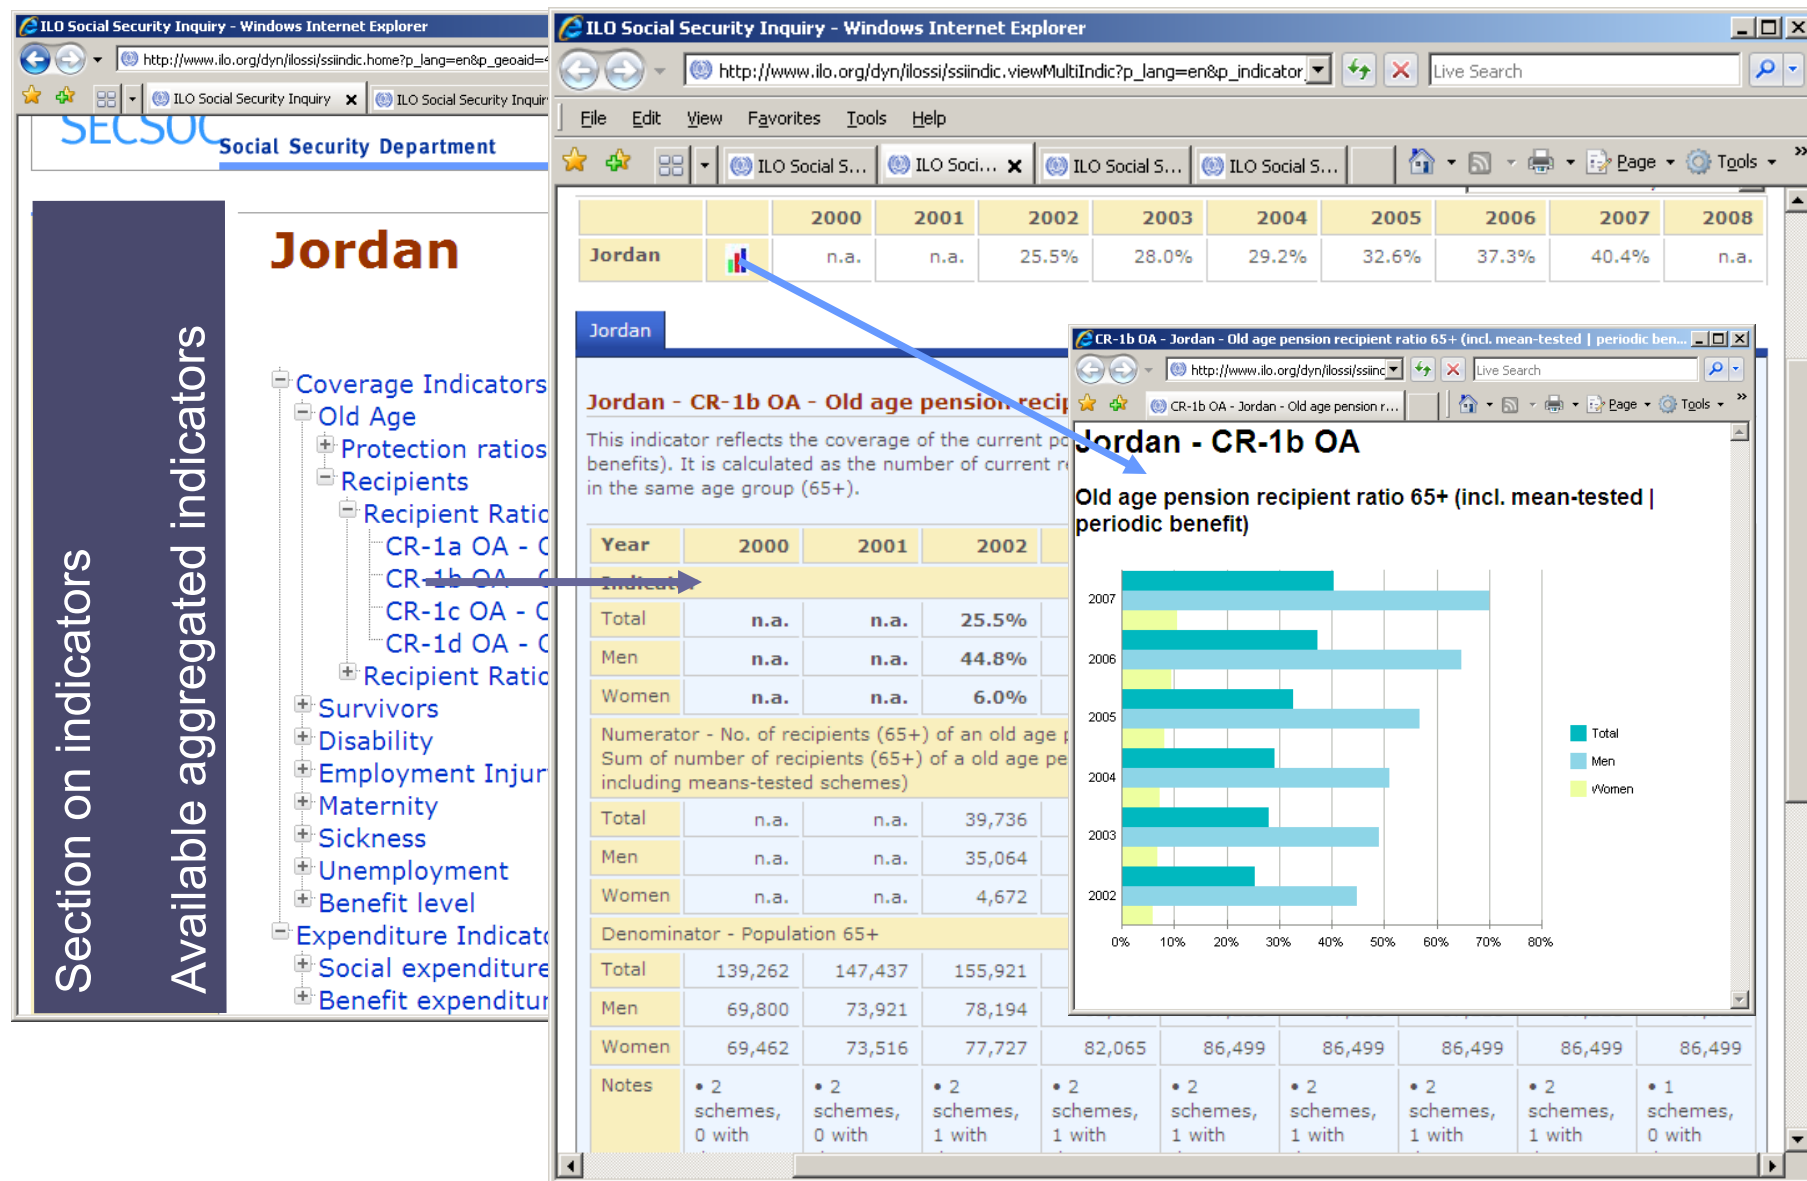 ILO Social Security Inquiry - Windows Internet Explorer
http://www.ilo.org/dyn/ilossi/ssiindic.home?p_lang=en&p_geoaid=4
ILO Social Security Inquiry
ILO Social Security Inquir
SECSOC
Social Security Department
Section on indicators
Available aggregated indicators
Jordan
Coverage Indicators
Old Age
Protection ratios
Recipients
Recipient Ratio
CR-1a OA - C
CR-1b OA - C
CR-1c OA - C
CR-1d OA - C
Recipient Ratio
Survivors
Disability
Employment Injur
Maternity
Sickness
Unemployment
Benefit level
Expenditure Indicato
Social expenditure
Benefit expenditur
ILO Social Security Inquiry - Windows Internet Explorer
http://www.ilo.org/dyn/ilossi/ssiindic.viewMultiIndic?p_lang=en&p_indicator_
Live Search
File Edit View Favorites Tools Help
ILO Social S... ILO Soci... ILO Social S... ILO Social S... Page Tools
2000 2001 2002 2003 2004 2005 2006 2007 2008
Jordan n.a. n.a. 25.5% 28.0% 29.2% 32.6% 37.3% 40.4% n.a.
Jordan
Jordan - CR-1b OA - Old age pension recip
This indicator reflects the coverage of the current po
benefits). It is calculated as the number of current re
in the same age group (65+).
Year 2000 2001 2002
Indicator
Total n.a. n.a. 25.5%
Men n.a. n.a. 44.8%
Women n.a. n.a. 6.0%
Numerator - No. of recipients (65+) of an old age p
Sum of number of recipients (65+) of a old age pe
including means-tested schemes)
Total n.a. n.a. 39,736
Men n.a. n.a. 35,064
Women n.a. n.a. 4,672
Denominator - Population 65+
Total 139,262 147,437 155,921
Men 69,800 73,921 78,194
Women 69,462 73,516 77,727 82,065 86,499 86,499 86,499 86,499 86,499
Notes • 2 • 2 • 2 • 2 • 2 • 2 • 2 • 2 • 1
schemes, schemes, schemes, schemes, schemes, schemes, schemes, schemes, schemes,
0 with 0 with 1 with 1 with 1 with 1 with 1 with 1 with 0 with
CR-1b OA - Jordan - Old age pension recipient ratio 65+ (incl. mean-tested | periodic ben...
http://www.ilo.org/dyn/ilossi/ssiinc
Live Search
CR-1b OA - Jordan - Old age pension r... Page Tools
Jordan - CR-1b OA
Old age pension recipient ratio 65+ (incl. mean-tested |
periodic benefit)
2007
2006
2005
2004
2003
2002
0% 10% 20% 30% 40% 50% 60% 70% 80%
Total
Men
Women